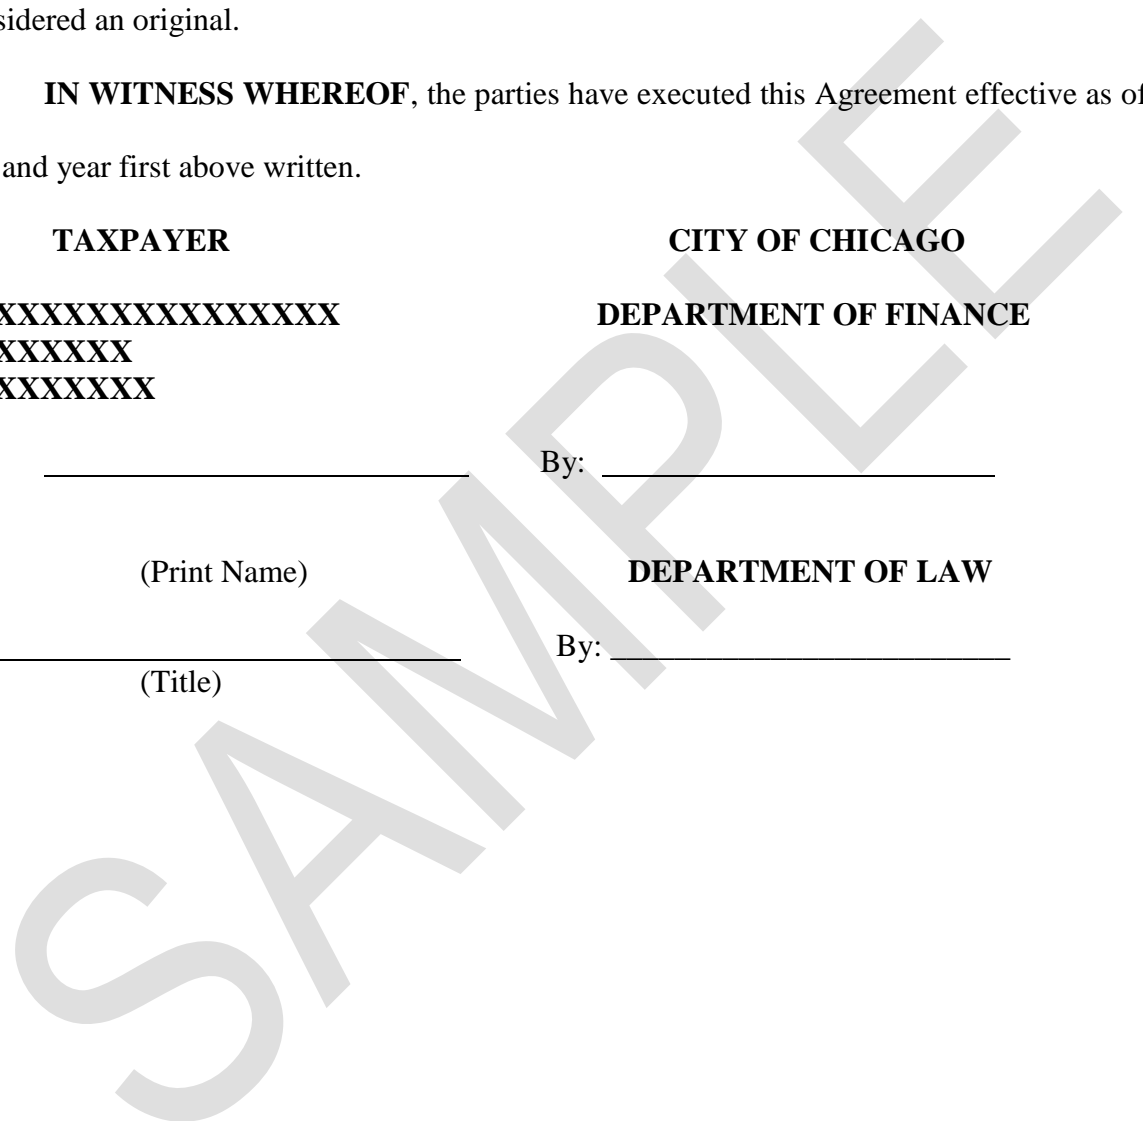 sidered an original.
IN WITNESS WHEREOF, the parties have executed this Agreement effective as of
and year first above written.
TAXPAYER CITY OF CHICAGO
XXXXXXXXXXXXXXX DEPARTMENT OF FINANCE
XXXXXX
XXXXXXX
By:
(Print Name) DEPARTMENT OF LAW
By: _________________________
(Title)
SAMPLE